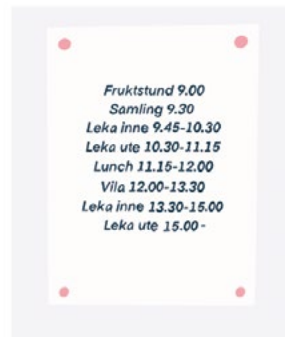 Fruktstund 9.00
Samling 9.30
Leka inne 9.45-10.30
Leka ute 10.30-11.15
Lunch 11.15-12.00
Vila 12.00-13.30
Leka inne 13.30-15.00
Leka ute 15.00-